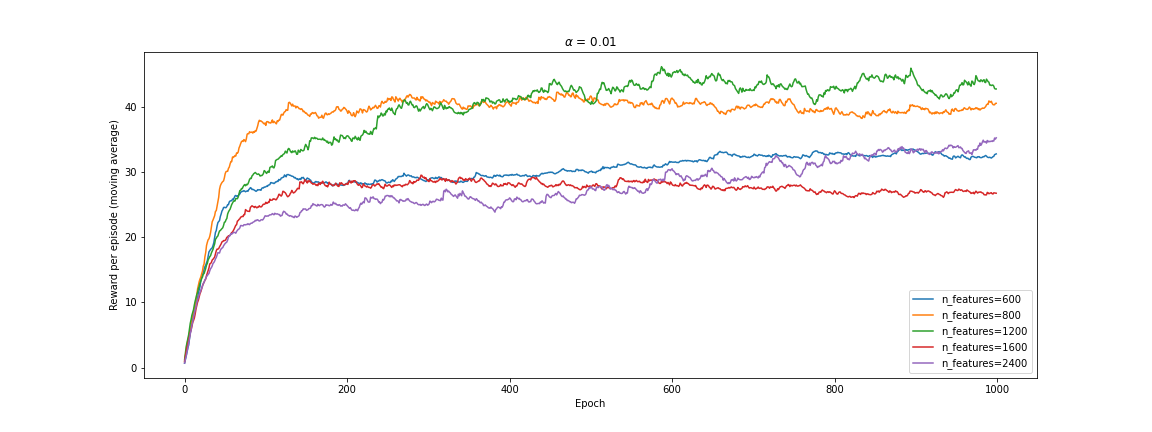 α = 0.01
Reward per episode (moving average)
40
30
20
10
0
0 200 400 600 800 1000
Epoch
n_features=600
n_features=800
n_features=1200
n_features=1600
n_features=2400